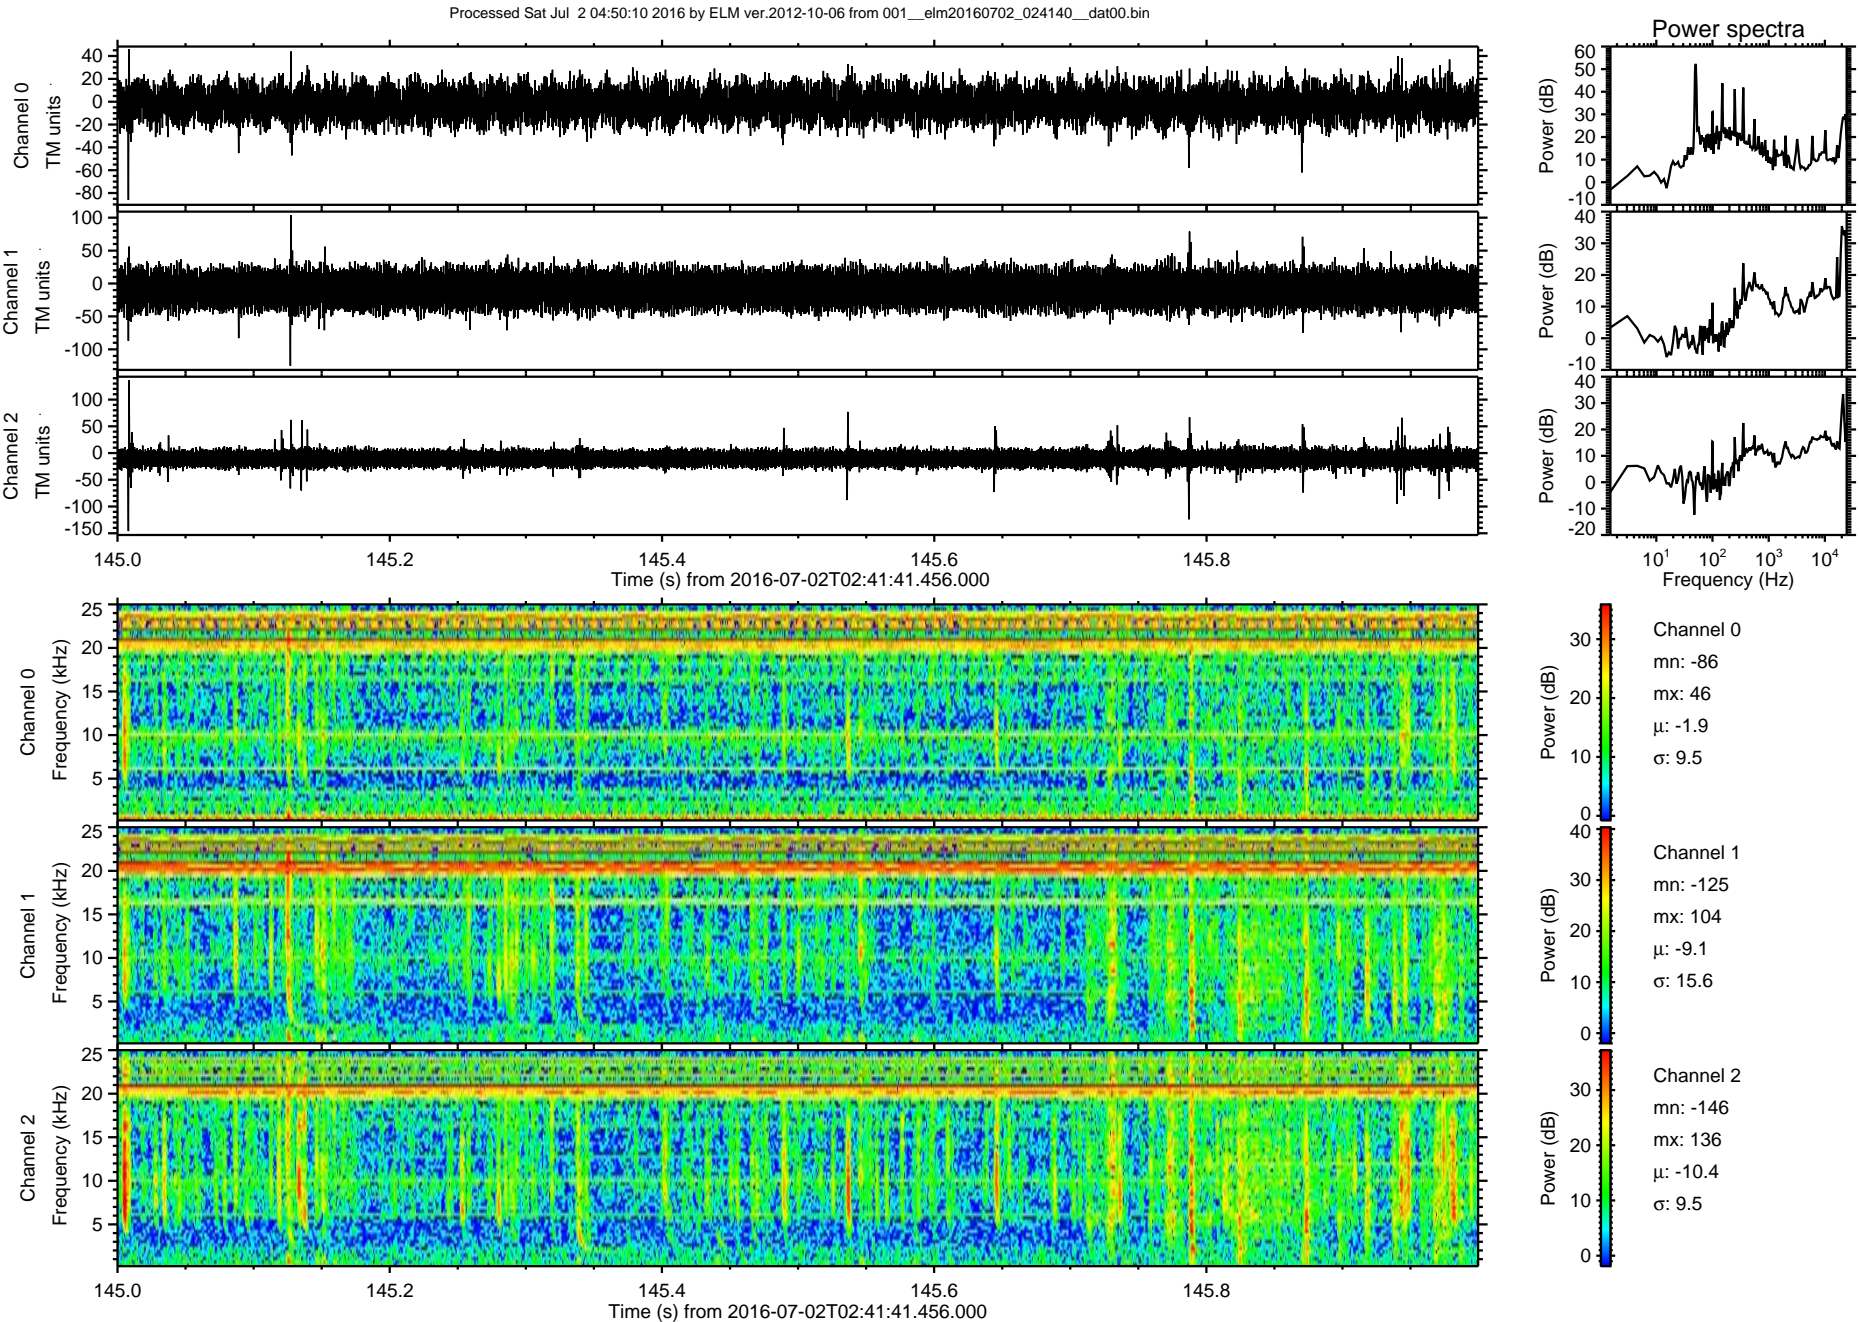 Processed Sat Jul  2 04:50:10 2016 by ELM ver.2012-10-06 from 001__elm20160702_024140__dat00.bin
Power spectra
Channel 0
TM units
40
20
0
-20
-40
-60
-80
Power (dB)
60
50
40
30
20
10
0
-10
Channel 1
TM units
100
50
0
-50
-100
Power (dB)
40
30
20
10
0
-10
Channel 2
TM units
100
50
0
-50
-100
-150
Power (dB)
40
30
20
10
0
-10
-20
145.0 145.2 145.4 145.6 145.8
Time (s) from 2016-07-02T02:41:41.456.000
10^1 10^2 10^3 10^4
Frequency (Hz)
Channel 0
Frequency (kHz)
25
20
15
10
5
Power (dB)
30
20
10
0
Channel 0
mn: -86
mx: 46
μ: -1.9
σ: 9.5
Channel 1
Frequency (kHz)
25
20
15
10
5
Power (dB)
40
30
20
10
0
Channel 1
mn: -125
mx: 104
μ: -9.1
σ: 15.6
Channel 2
Frequency (kHz)
25
20
15
10
5
Power (dB)
30
20
10
0
Channel 2
mn: -146
mx: 136
μ: -10.4
σ: 9.5
145.0 145.2 145.4 145.6 145.8
Time (s) from 2016-07-02T02:41:41.456.000